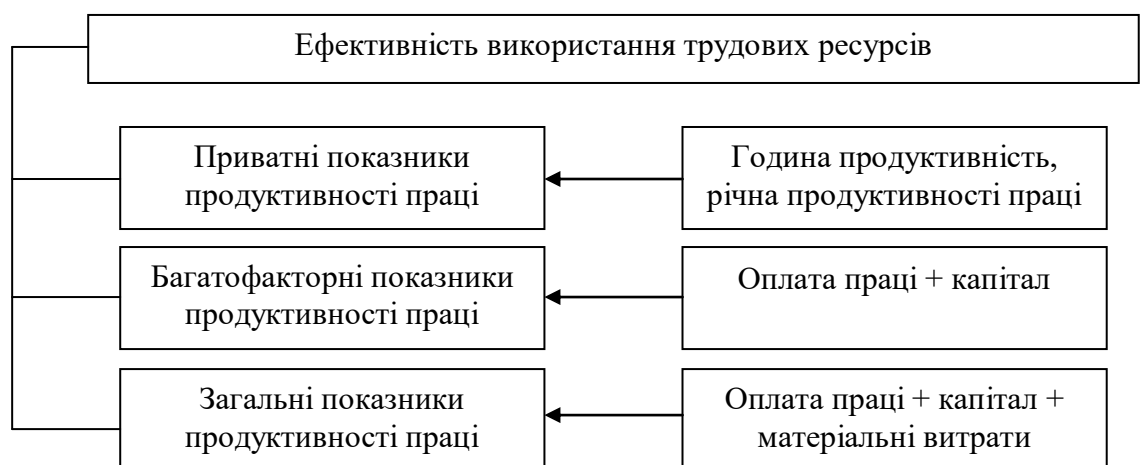 Ефективність використання трудових ресурсів
Приватні показники
продуктивності праці
Година продуктивність,
річна продуктивності праці
Багатофакторні показники
продуктивності праці
Оплата праці + капітал
Загальні показники
продуктивності праці
Оплата праці + капітал +
матеріальні витрати